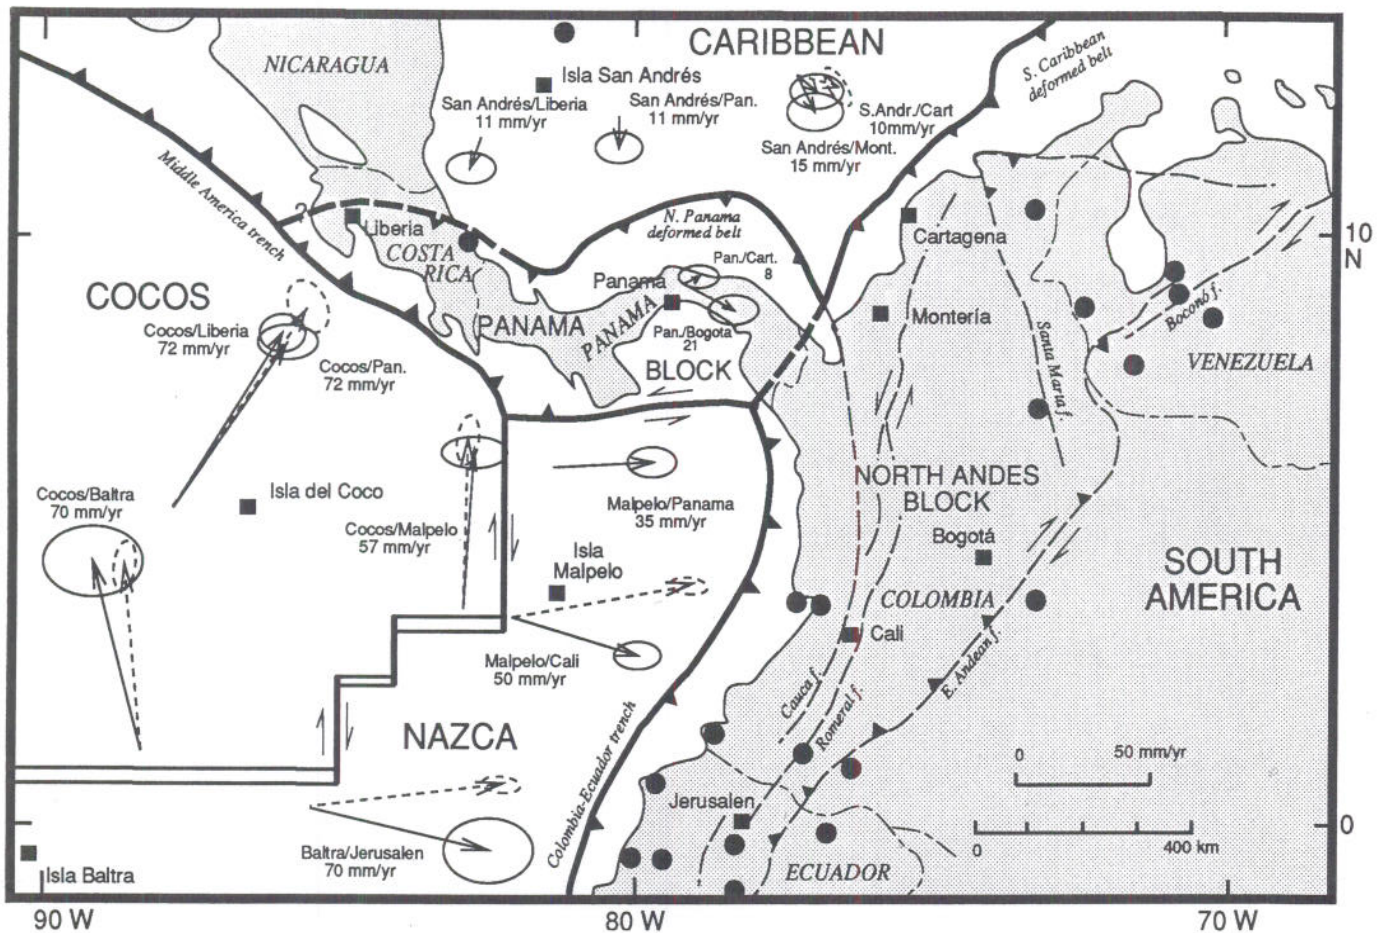 CARIBBEAN
NICARAGUA
Isla San Andrés
San Andrés/Liberia
11 mm/yr
San Andrés/Pan.
11 mm/yr
S.Andr./Cart
10mm/yr
San Andrés/Mont.
15 mm/yr
S. Caribbean
deformed belt
Middle America trench
?
Liberia
COSTA
RICA
N. Panama
deformed belt
Pan./Cart.
8
Cartagena
10
N
COCOS
Cocos/Liberia
72 mm/yr
Cocos/Pan.
72 mm/yr
Panama
PANAMA
PANAMA
Pan./Bogota
21
BLOCK
Montería
Santa Marta f.
Boconó f.
VENEZUELA
Cocos/Baltra
70 mm/yr
Isla del Coco
Cocos/Malpelo
57 mm/yr
Malpelo/Panama
35 mm/yr
NORTH ANDES
BLOCK
Bogotá
Isla
Malpelo
SOUTH
AMERICA
COLOMBIA
Cali
Malpelo/Cali
50 mm/yr
Cauca f.
Romeral f.
E. Andean f.
NAZCA
Colombia-Ecuador trench
0
50 mm/yr
Jerusalen
0
0
400 km
Baltra/Jerusalen
70 mm/yr
ECUADOR
Isla Baltra
90 W
80 W
70 W